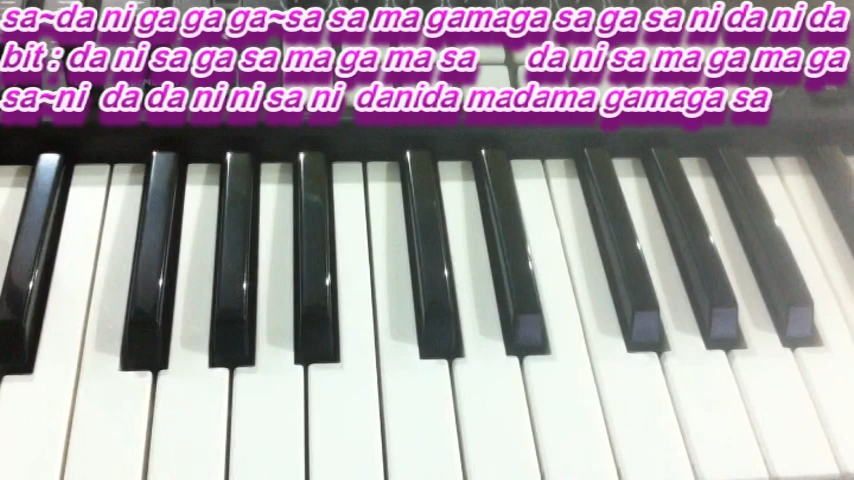 sa~da ni ga ga ga~sa sa ma gamaga sa ga sa ni da ni da
bit : da ni sa ga sa ma ga ma sa da ni sa ma ga ma ga
sa~ni da da ni ni sa ni danida madama gamaga sa